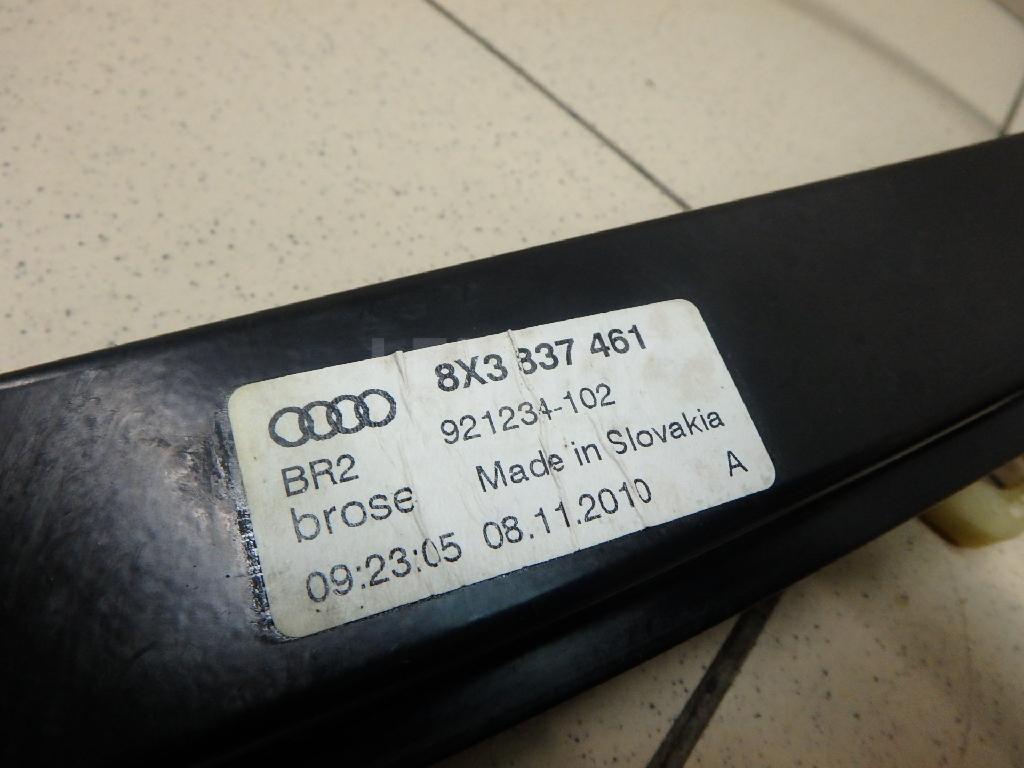 8X3 837 461
921234-102
BR2
Made in Slovakia
brose
A
09:23:05 08.11.2010